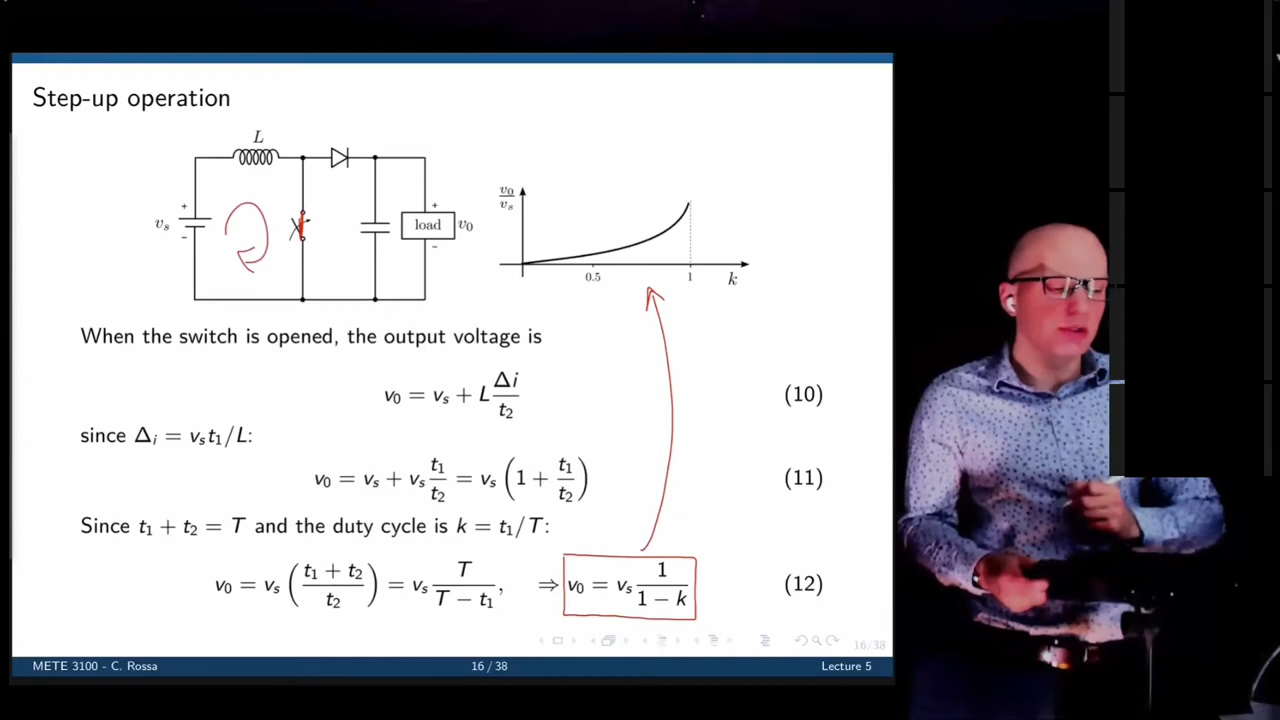 Step-up operation
L
+
v_s
-
+
load
v_0
-
v_0/v_s
0.5
1
k
When the switch is opened, the output voltage is
v_0 = v_s + L Δi/t_2 (10)
since Δ_i = v_s t_1/L:
v_0 = v_s + v_s t_1/t_2 = v_s (1 + t_1/t_2) (11)
Since t_1 + t_2 = T and the duty cycle is k = t_1/T:
v_0 = v_s ((t_1 + t_2)/t_2) = v_s T/(T − t_1), ⇒ v_0 = v_s 1/(1 − k) (12)
16/38
METE 3100 - C. Rossa 16 / 38 Lecture 5